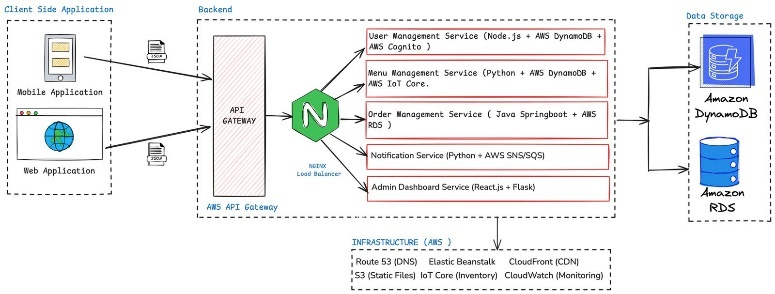 Client Side Application
Backend
Data Storage
JSON
Mobile Application
Web Application
JSON
API
GATEWAY
AWS API Gateway
N
NGINX
Load Balancer
User Management Service (Node.js + AWS DynamoDB +
AWS Cognito )
Menu Management Service (Python + AWS DynamoDB +
AWS IoT Core.
Order Management Service ( Java Springboot + AWS
RDS )
Notification Service (Python + AWS SNS/SQS)
Admin Dashboard Service (React.js + Flask)
Amazon
DynamoDB
Amazon
RDS
INFRASTRUCTURE (AWS )
Route 53 (DNS) Elastic Beanstalk CloudFront (CDN)
S3 (Static Files) IoT Core (Inventory) CloudWatch (Monitoring)